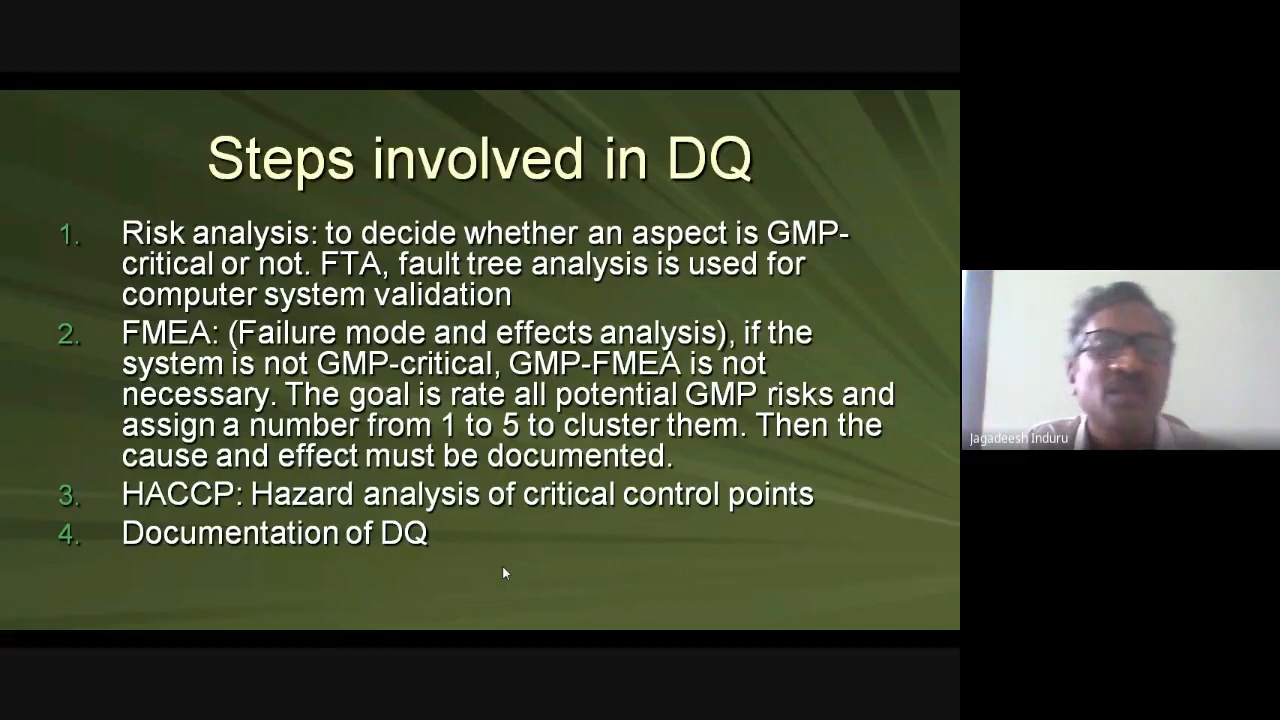 Steps involved in DQ
1. Risk analysis: to decide whether an aspect is GMP-
critical or not. FTA, fault tree analysis is used for
computer system validation
2. FMEA: (Failure mode and effects analysis), if the
system is not GMP-critical, GMP-FMEA is not
necessary. The goal is rate all potential GMP risks and
assign a number from 1 to 5 to cluster them. Then the
cause and effect must be documented.
3. HACCP: Hazard analysis of critical control points
4. Documentation of DQ
Jagadeesh Induru